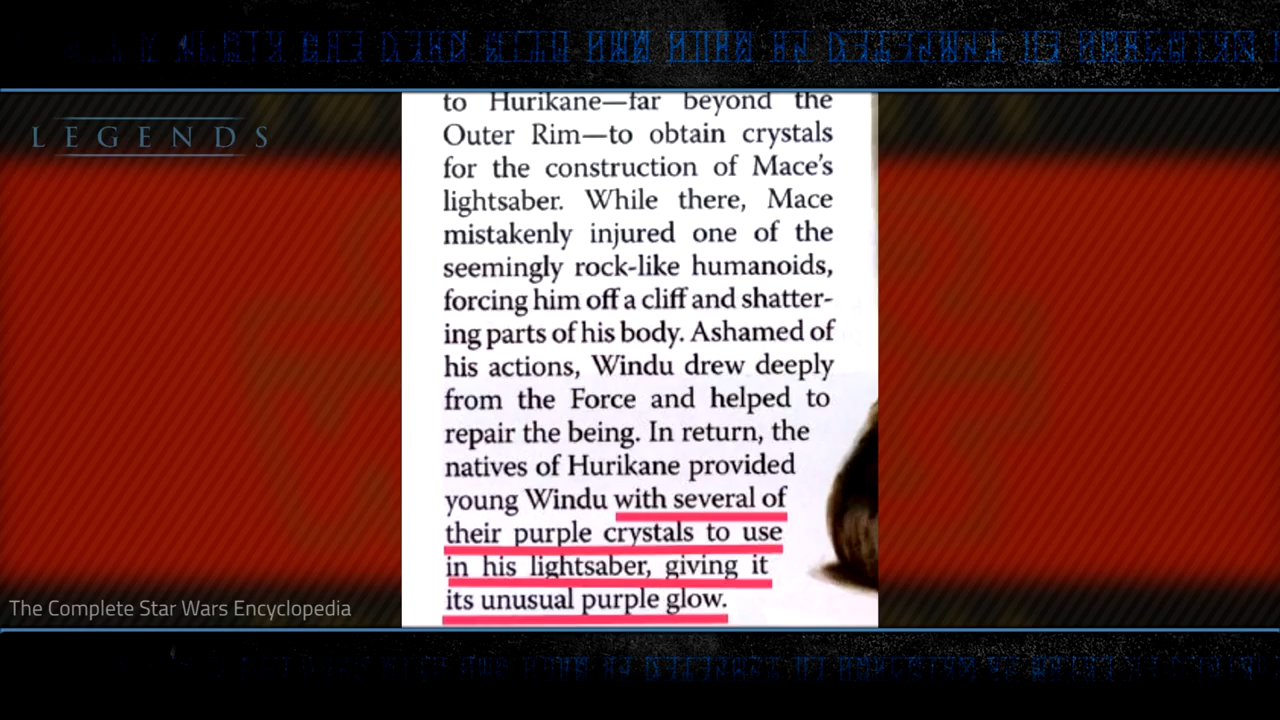 LEGENDS
to Hurikane—far beyond the
Outer Rim—to obtain crystals
for the construction of Mace's
lightsaber. While there, Mace
mistakenly injured one of the
seemingly rock-like humanoids,
forcing him off a cliff and shatter-
ing parts of his body. Ashamed of
his actions, Windu drew deeply
from the Force and helped to
repair the being. In return, the
natives of Hurikane provided
young Windu with several of
their purple crystals to use
in his lightsaber, giving it
its unusual purple glow.
The Complete Star Wars Encyclopedia